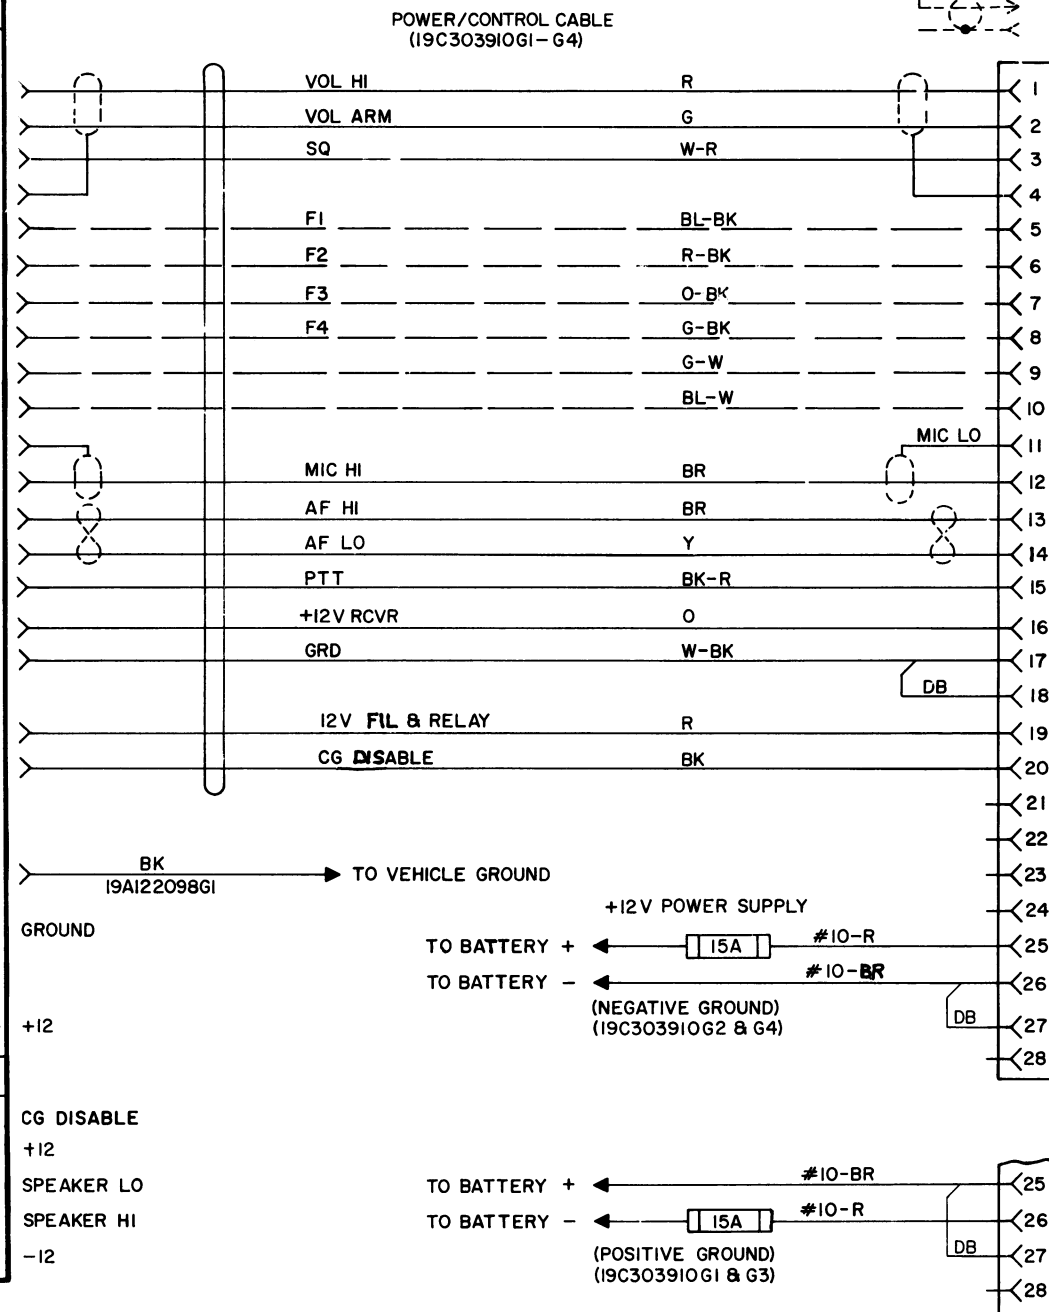 POWER/CONTROL CABLE
(19C303910G1-G4)
VOL HI R 1
VOL ARM G 2
SQ W-R 3
4
F1 BL-BK 5
F2 R-BK 6
F3 O-BK 7
F4 G-BK 8
G-W 9
BL-W 10
MIC LO 11
MIC HI BR 12
AF HI BR 13
AF LO Y 14
PTT BK-R 15
+12V RCVR O 16
GRD W-BK 17
DB 18
12V FIL & RELAY R 19
CG DISABLE BK 20
21
22
BK
19A122098G1
TO VEHICLE GROUND 23
+12V POWER SUPPLY 24
GROUND
TO BATTERY + 15A #10-R 25
TO BATTERY - #10-BR 26
(NEGATIVE GROUND)
(19C303910G2 & G4)
+12
DB 27
28
CG DISABLE
+12
SPEAKER LO
TO BATTERY + #10-BR 25
SPEAKER HI
TO BATTERY - 15A #10-R 26
-12
(POSITIVE GROUND)
(19C303910G1 & G3)
DB 27
28